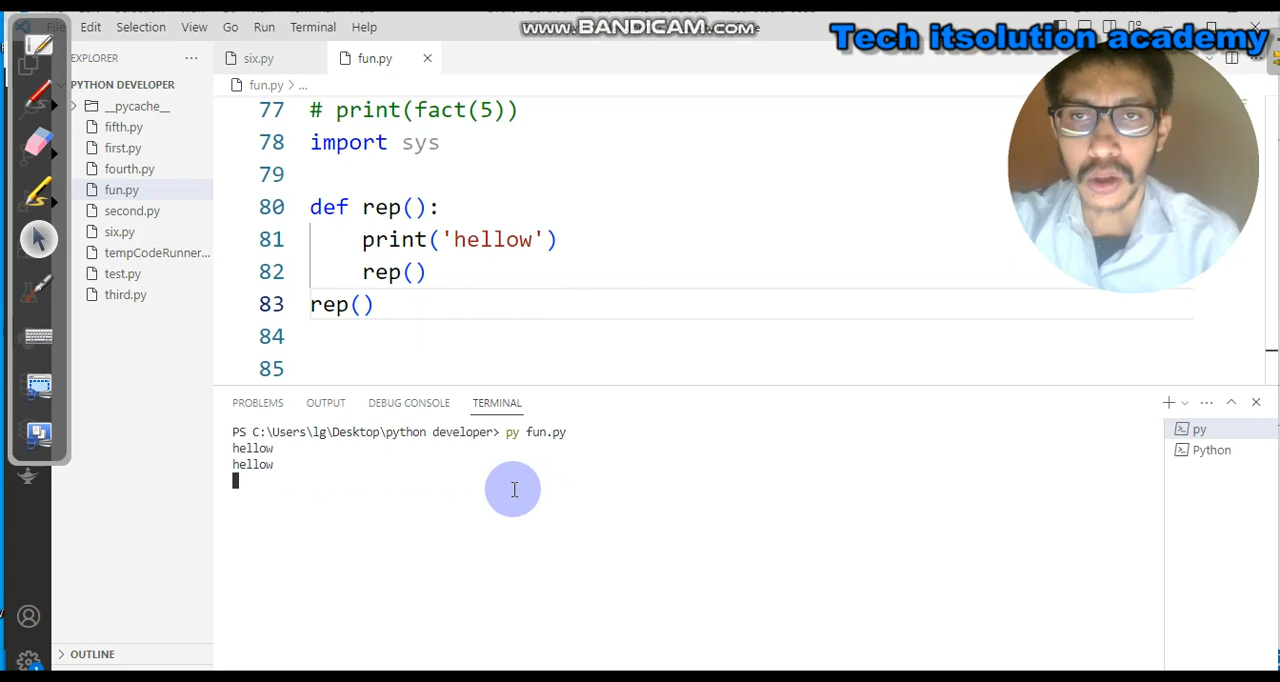 File Edit Selection View Go Run Terminal Help
www.BANDICAM.com
Tech itsolution academy
EXPLORER
six.py
fun.py
PYTHON DEVELOPER
fun.py > ...
__pycache__
fifth.py
first.py
fourth.py
fun.py
second.py
six.py
tempCodeRunner...
test.py
third.py
77 # print(fact(5))
78 import sys
79
80 def rep():
81 print('hellow')
82 rep()
83 rep()
84
85
PROBLEMS OUTPUT DEBUG CONSOLE TERMINAL
PS C:\Users\lg\Desktop\python developer> py fun.py
hellow
hellow
py
Python
OUTLINE